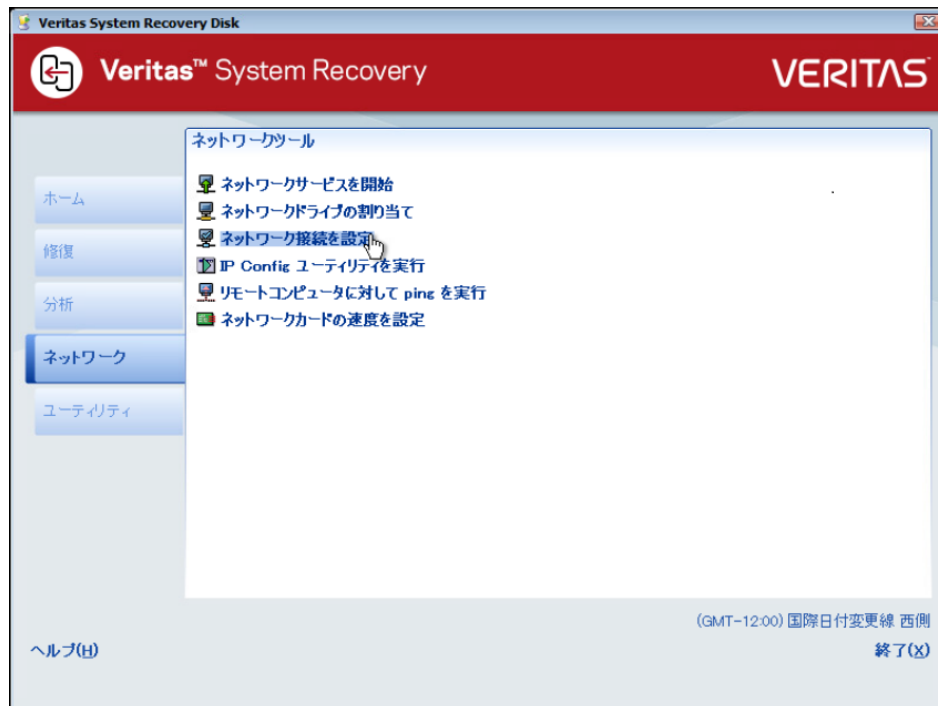 Veritas System Recovery Disk
Veritas™ System Recovery
VERITAS
ネットワークツール
ネットワークサービスを開始
ネットワークドライブの割り当て
ネットワーク接続を設定
IP Config ユーティリティを実行
リモートコンピュータに対して ping を実行
ネットワークカードの速度を設定
ホーム
修復
分析
ネットワーク
ユーティリティ
(GMT-12:00) 国際日付変更線 西側
ヘルプ(H)
終了(X)